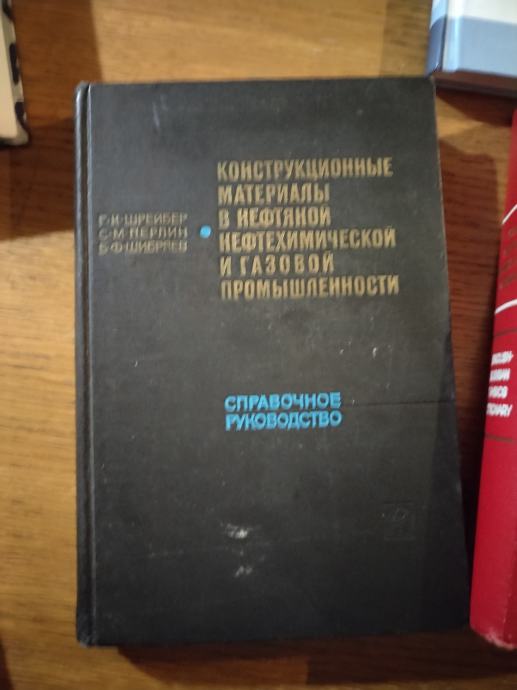 Г·К·ШРЕЙБЕР
С·М·ПЕРЛИН
Б·Ф·ШИБРЯЕВ
КОНСТРУКЦИОННЫЕ
МАТЕРИАЛЫ
В НЕФТЯНОЙ
НЕФТЕХИМИЧЕСКОЙ
И ГАЗОВОЙ
ПРОМЫШЛЕННОСТИ
СПРАВОЧНОЕ
РУКОВОДСТВО